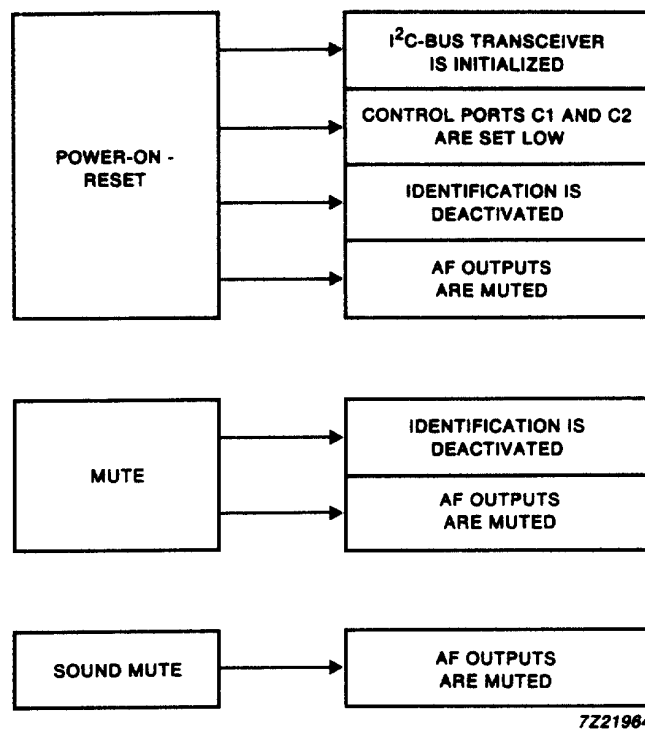 POWER-ON -
RESET
I²C-BUS TRANSCEIVER
IS INITIALIZED
CONTROL PORTS C1 AND C2
ARE SET LOW
IDENTIFICATION IS
DEACTIVATED
AF OUTPUTS
ARE MUTED
MUTE
IDENTIFICATION IS
DEACTIVATED
AF OUTPUTS
ARE MUTED
SOUND MUTE
AF OUTPUTS
ARE MUTED
7Z21964